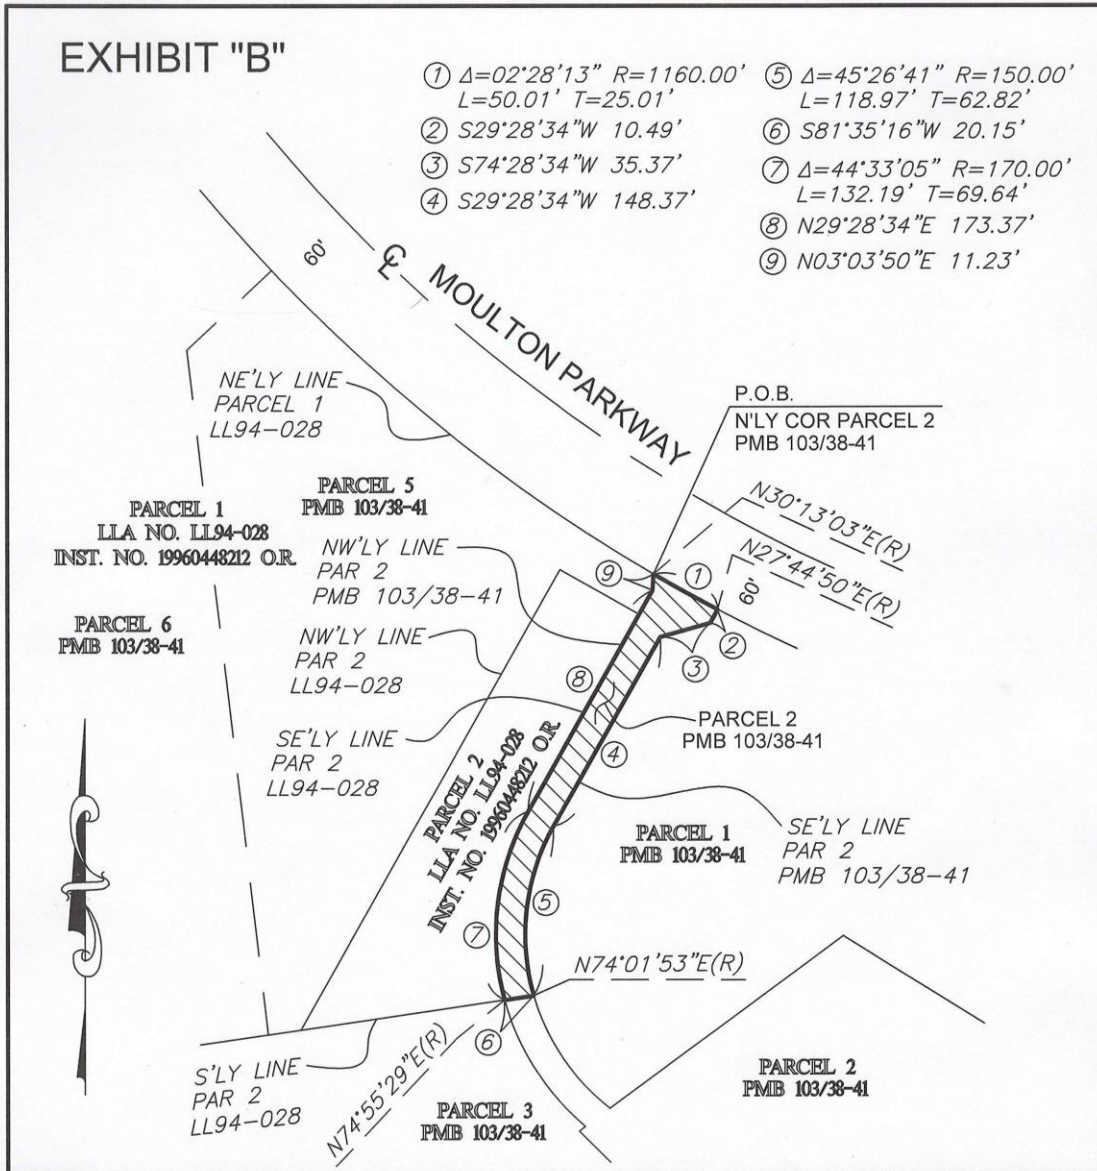 EXHIBIT "B"
① Δ=02°28'13" R=1160.00'
L=50.01' T=25.01'
② S29°28'34"W 10.49'
③ S74°28'34"W 35.37'
④ S29°28'34"W 148.37'
⑤ Δ=45°26'41" R=150.00'
L=118.97' T=62.82'
⑥ S81°35'16"W 20.15'
⑦ Δ=44°33'05" R=170.00'
L=132.19' T=69.64'
⑧ N29°28'34"E 173.37'
⑨ N03°03'50"E 11.23'
60'
℄ MOULTON PARKWAY
NE'LY LINE
PARCEL 1
LL94-028
P.O.B.
N'LY COR PARCEL 2
PMB 103/38-41
N30°13'03"E(R)
N27°44'50"E(R)
60'
PARCEL 5
PMB 103/38-41
PARCEL 1
LLA NO. LL94-028
INST. NO. 19960448212 O.R.
NW'LY LINE
PAR 2
PMB 103/38-41
⑨
①
②
③
PARCEL 6
PMB 103/38-41
NW'LY LINE
PAR 2
LL94-028
⑧
SE'LY LINE
PAR 2
LL94-028
PARCEL 2
PMB 103/38-41
④
PARCEL 2
LLA NO. LL94-028
INST. NO. 19960448212 O.R.
PARCEL 1
PMB 103/38-41
SE'LY LINE
PAR 2
PMB 103/38-41
⑤
⑦
N74°01'53"E(R)
⑥
S'LY LINE
PAR 2
LL94-028
N74°55'29"E(R)
PARCEL 3
PMB 103/38-41
PARCEL 2
PMB 103/38-41